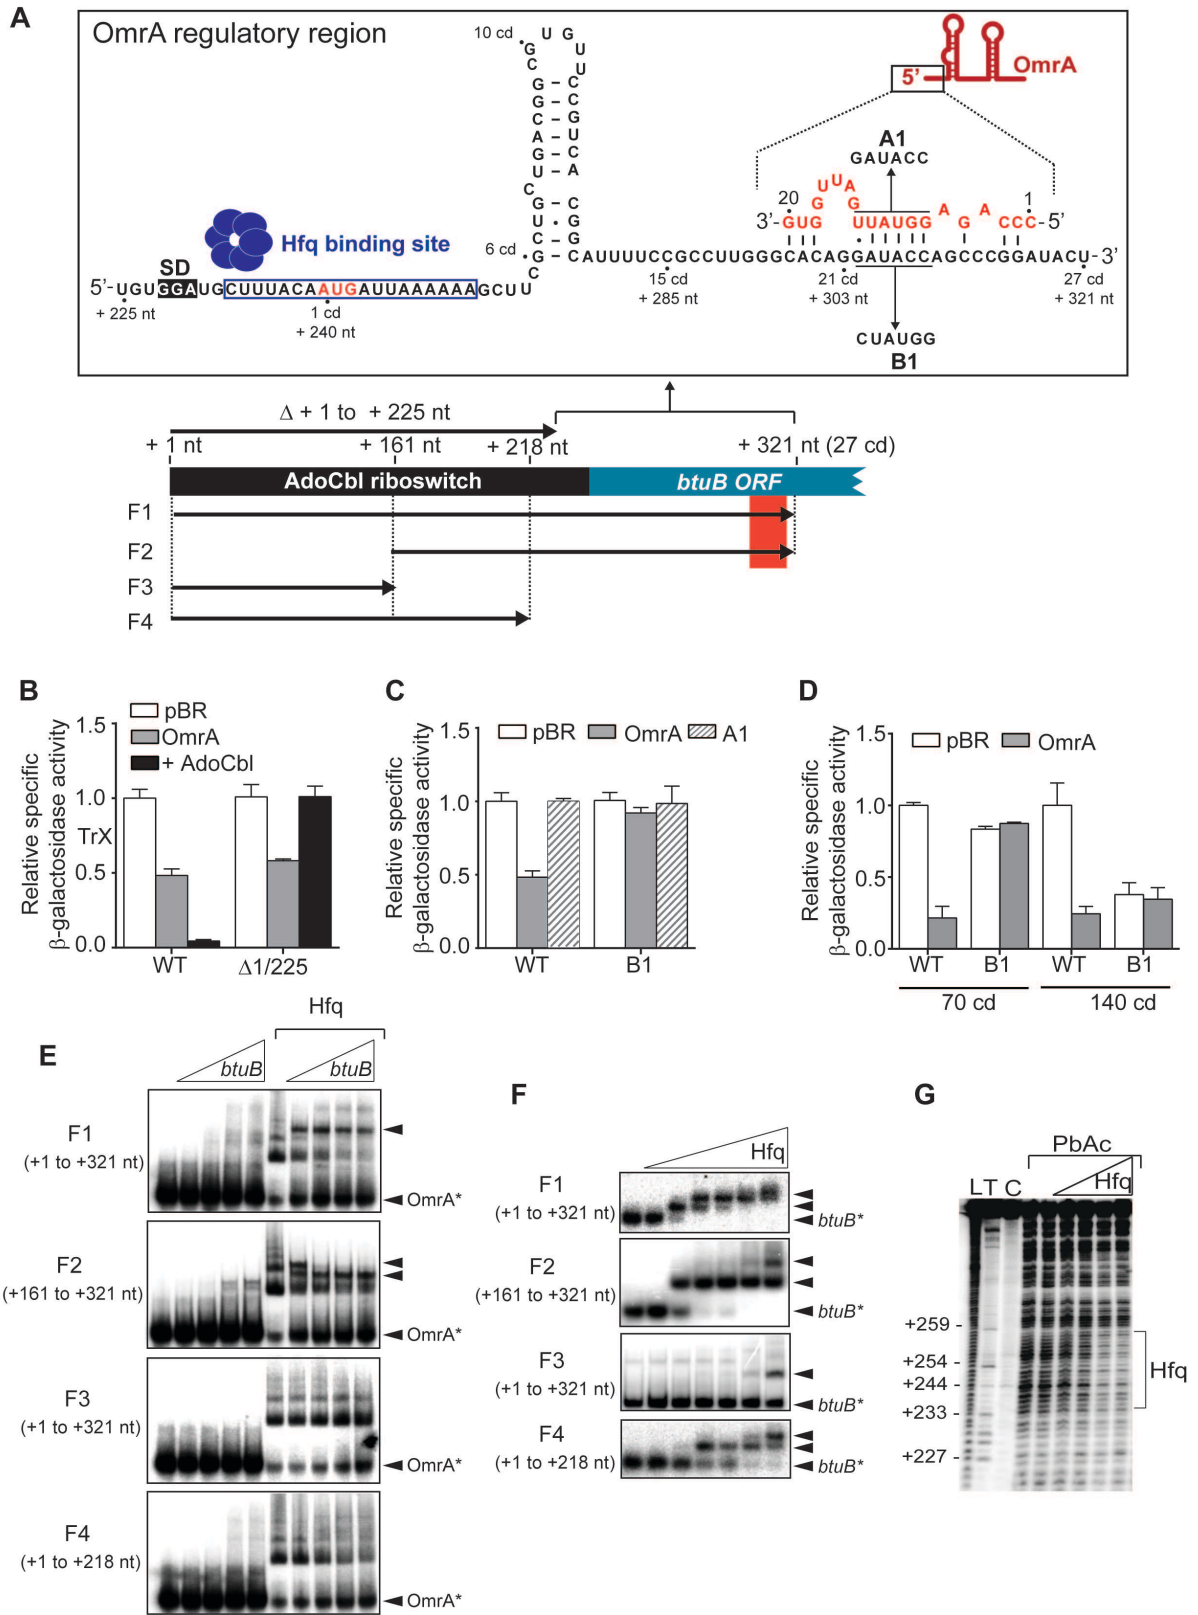 A
OmrA regulatory region
10 cd
G U G
C U
G – C
G – C
C – G
A – U
G – C
U – A
C
G C
U • G
C – G
6 cd
C – G
C
5'
OmrA
A1
GAUACC
20
1
3'-GUG G U U A G UUAUGG A G A CCC-5'
Hfq binding site
SD
5'-UGUGGAUGCUUUACAAUGAUUAAAAAAGCUU
CAUUUUCCGCCUUGGGCACAGGAUACCAGCCCGGAUACU-3'
+ 225 nt
1 cd
+ 240 nt
15 cd
+ 285 nt
21 cd
+ 303 nt
27 cd
+ 321 nt
CUAUGG
B1
Δ + 1 to + 225 nt
+ 1 nt
+ 161 nt
+ 218 nt
+ 321 nt (27 cd)
AdoCbl riboswitch
btuB ORF
F1
F2
F3
F4
B
pBR
OmrA
+ AdoCbl
Relative specific
β-galactosidase activity
TrX
1.5
1.0
0.5
0.0
WT
Δ1/225
C
pBR
OmrA
A1
Relative specific
β-galactosidase activity
1.5
1.0
0.5
0.0
WT
B1
D
pBR
OmrA
Relative specific
β-galactosidase activity
1.5
1.0
0.5
0.0
WT
B1
WT
B1
70 cd
140 cd
E
Hfq
btuB
btuB
F1
(+1 to +321 nt)
OmrA*
F2
(+161 to +321 nt)
OmrA*
F3
(+1 to +321 nt)
OmrA*
F4
(+1 to +218 nt)
OmrA*
F
Hfq
F1
(+1 to +321 nt)
btuB*
F2
(+161 to +321 nt)
btuB*
F3
(+1 to +321 nt)
btuB*
F4
(+1 to +218 nt)
btuB*
G
PbAc
L T C
Hfq
+259
+254
+244
+233
+227
Hfq